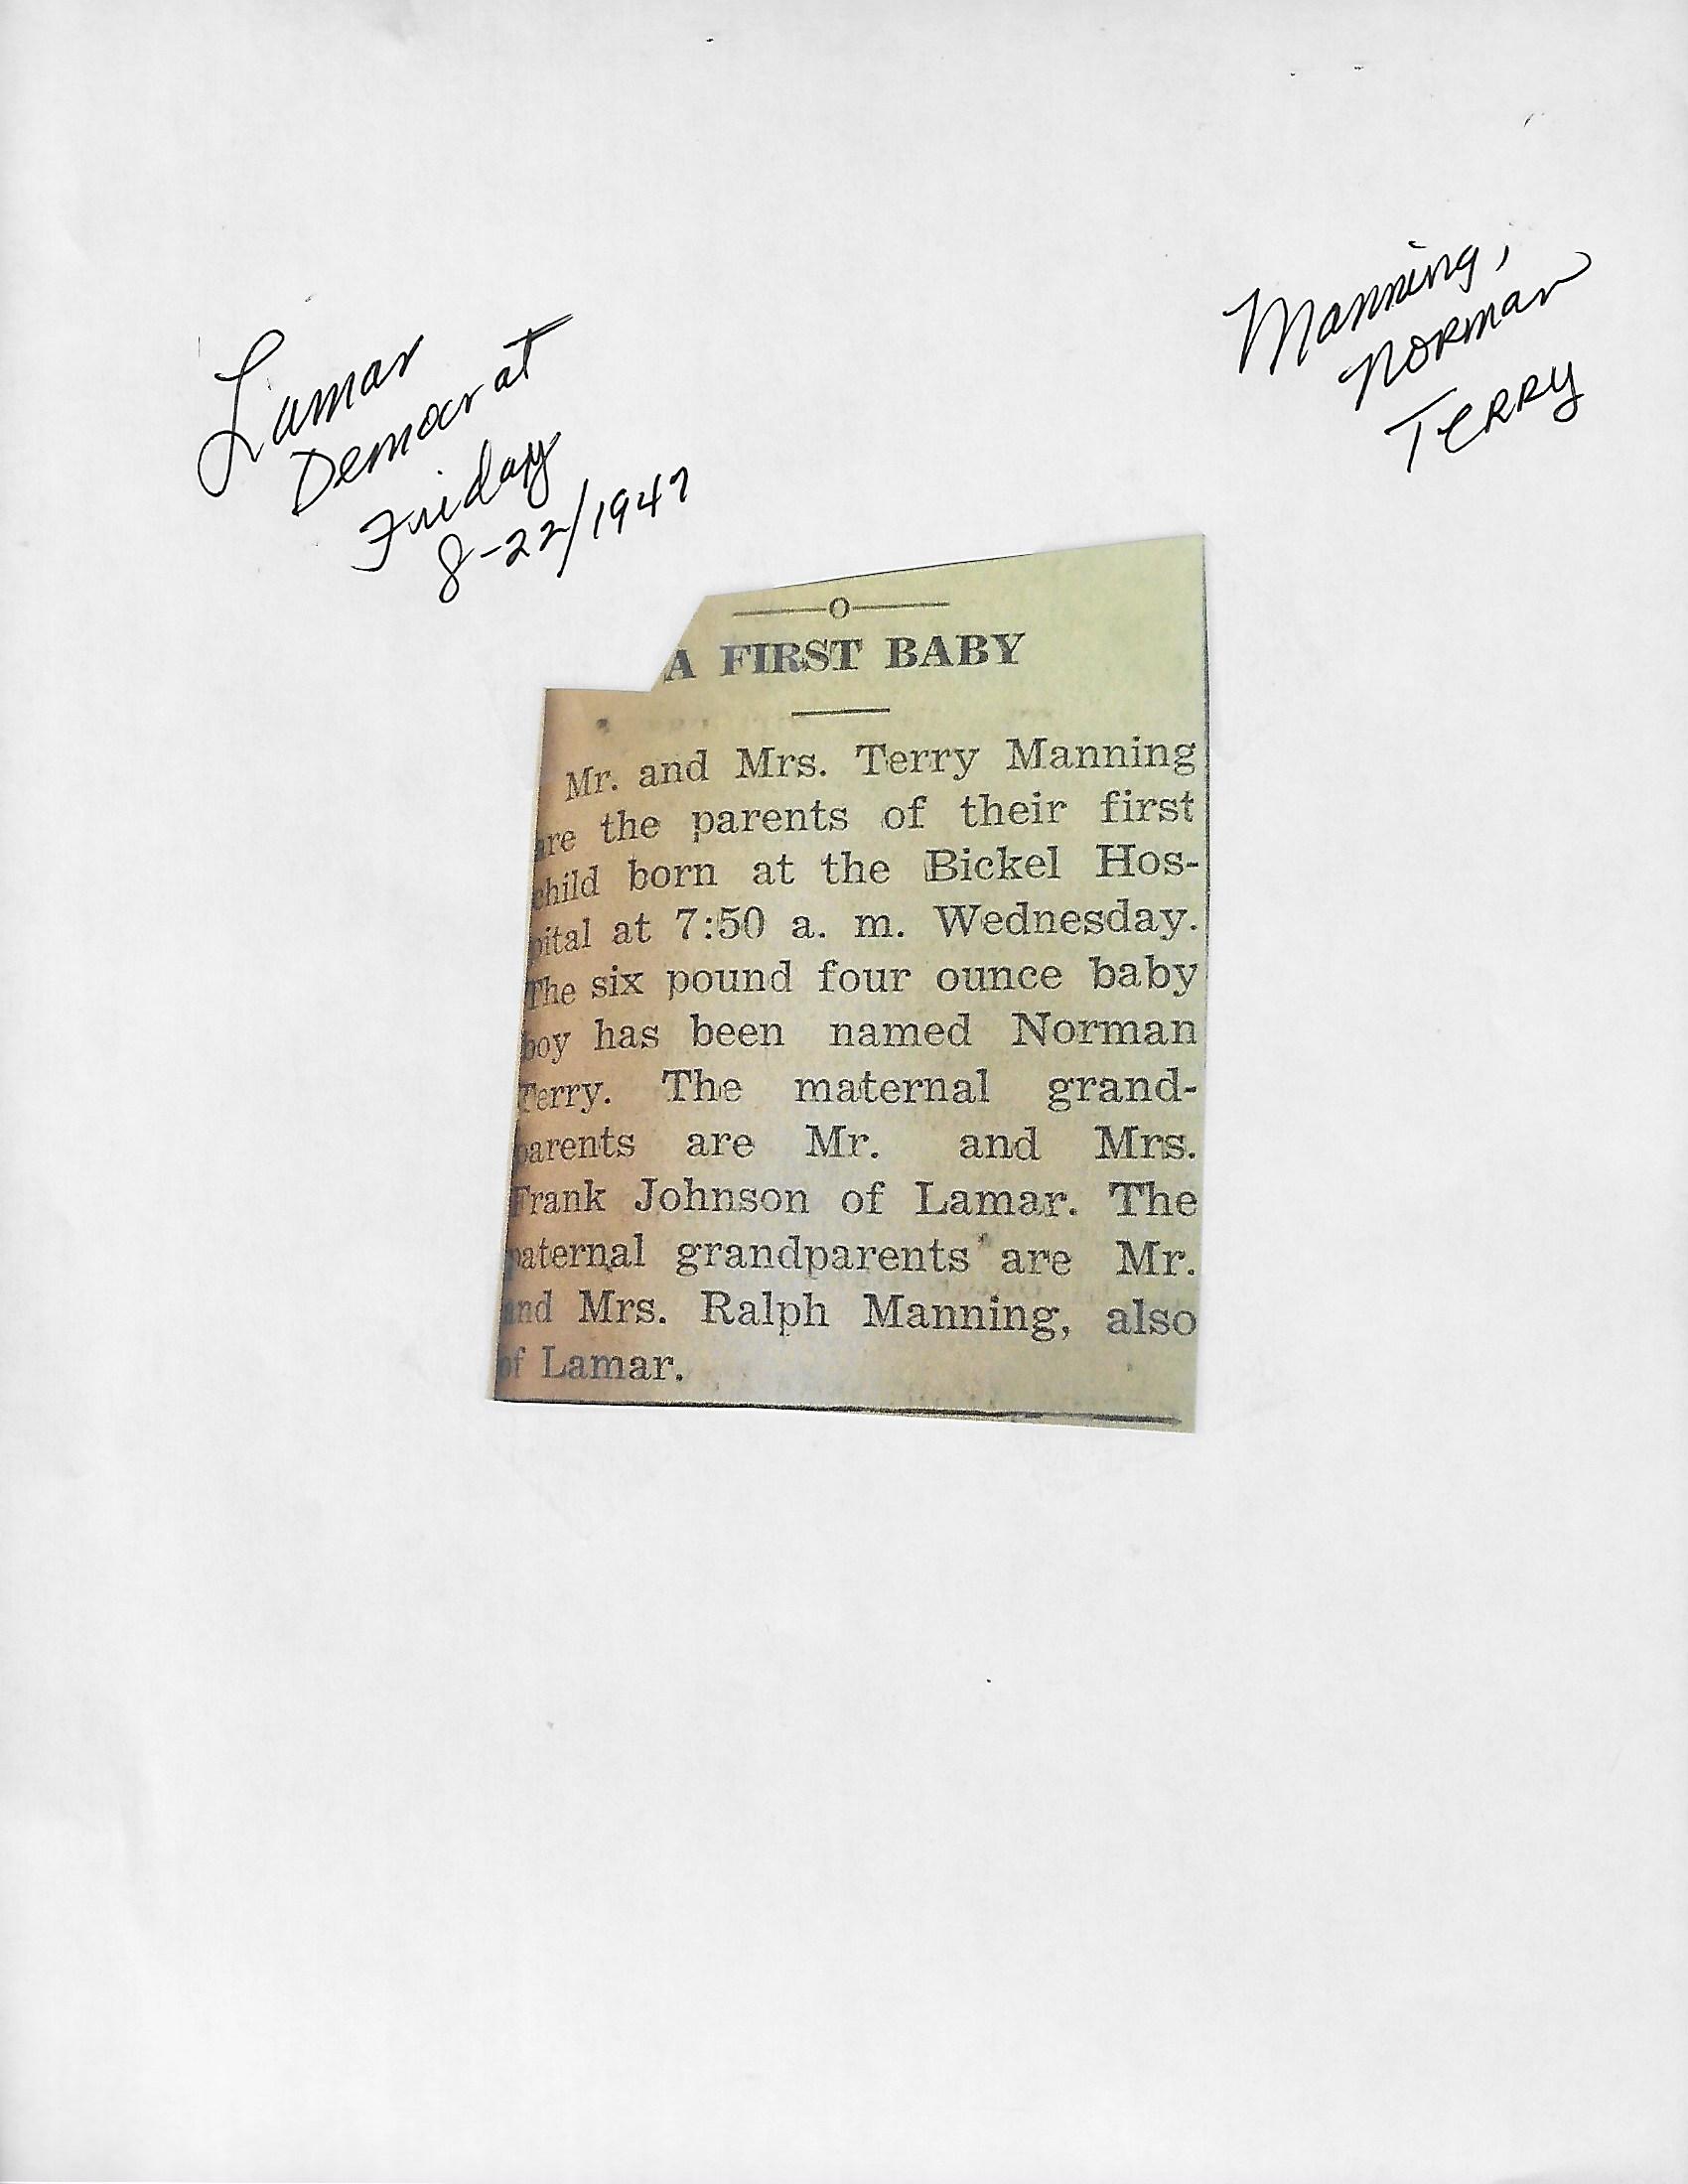 Manning,
Norman
Terry
Lamar
Democrat
Friday
8-22/1947
O
A FIRST BABY
Mr. and Mrs. Terry Manning
are the parents of their first
child born at the Bickel Hos-
pital at 7:50 a. m. Wednesday.
The six pound four ounce baby
boy has been named Norman
Terry. The maternal grand-
parents are Mr. and Mrs.
Frank Johnson of Lamar. The
paternal grandparents are Mr.
and Mrs. Ralph Manning, also
of Lamar.